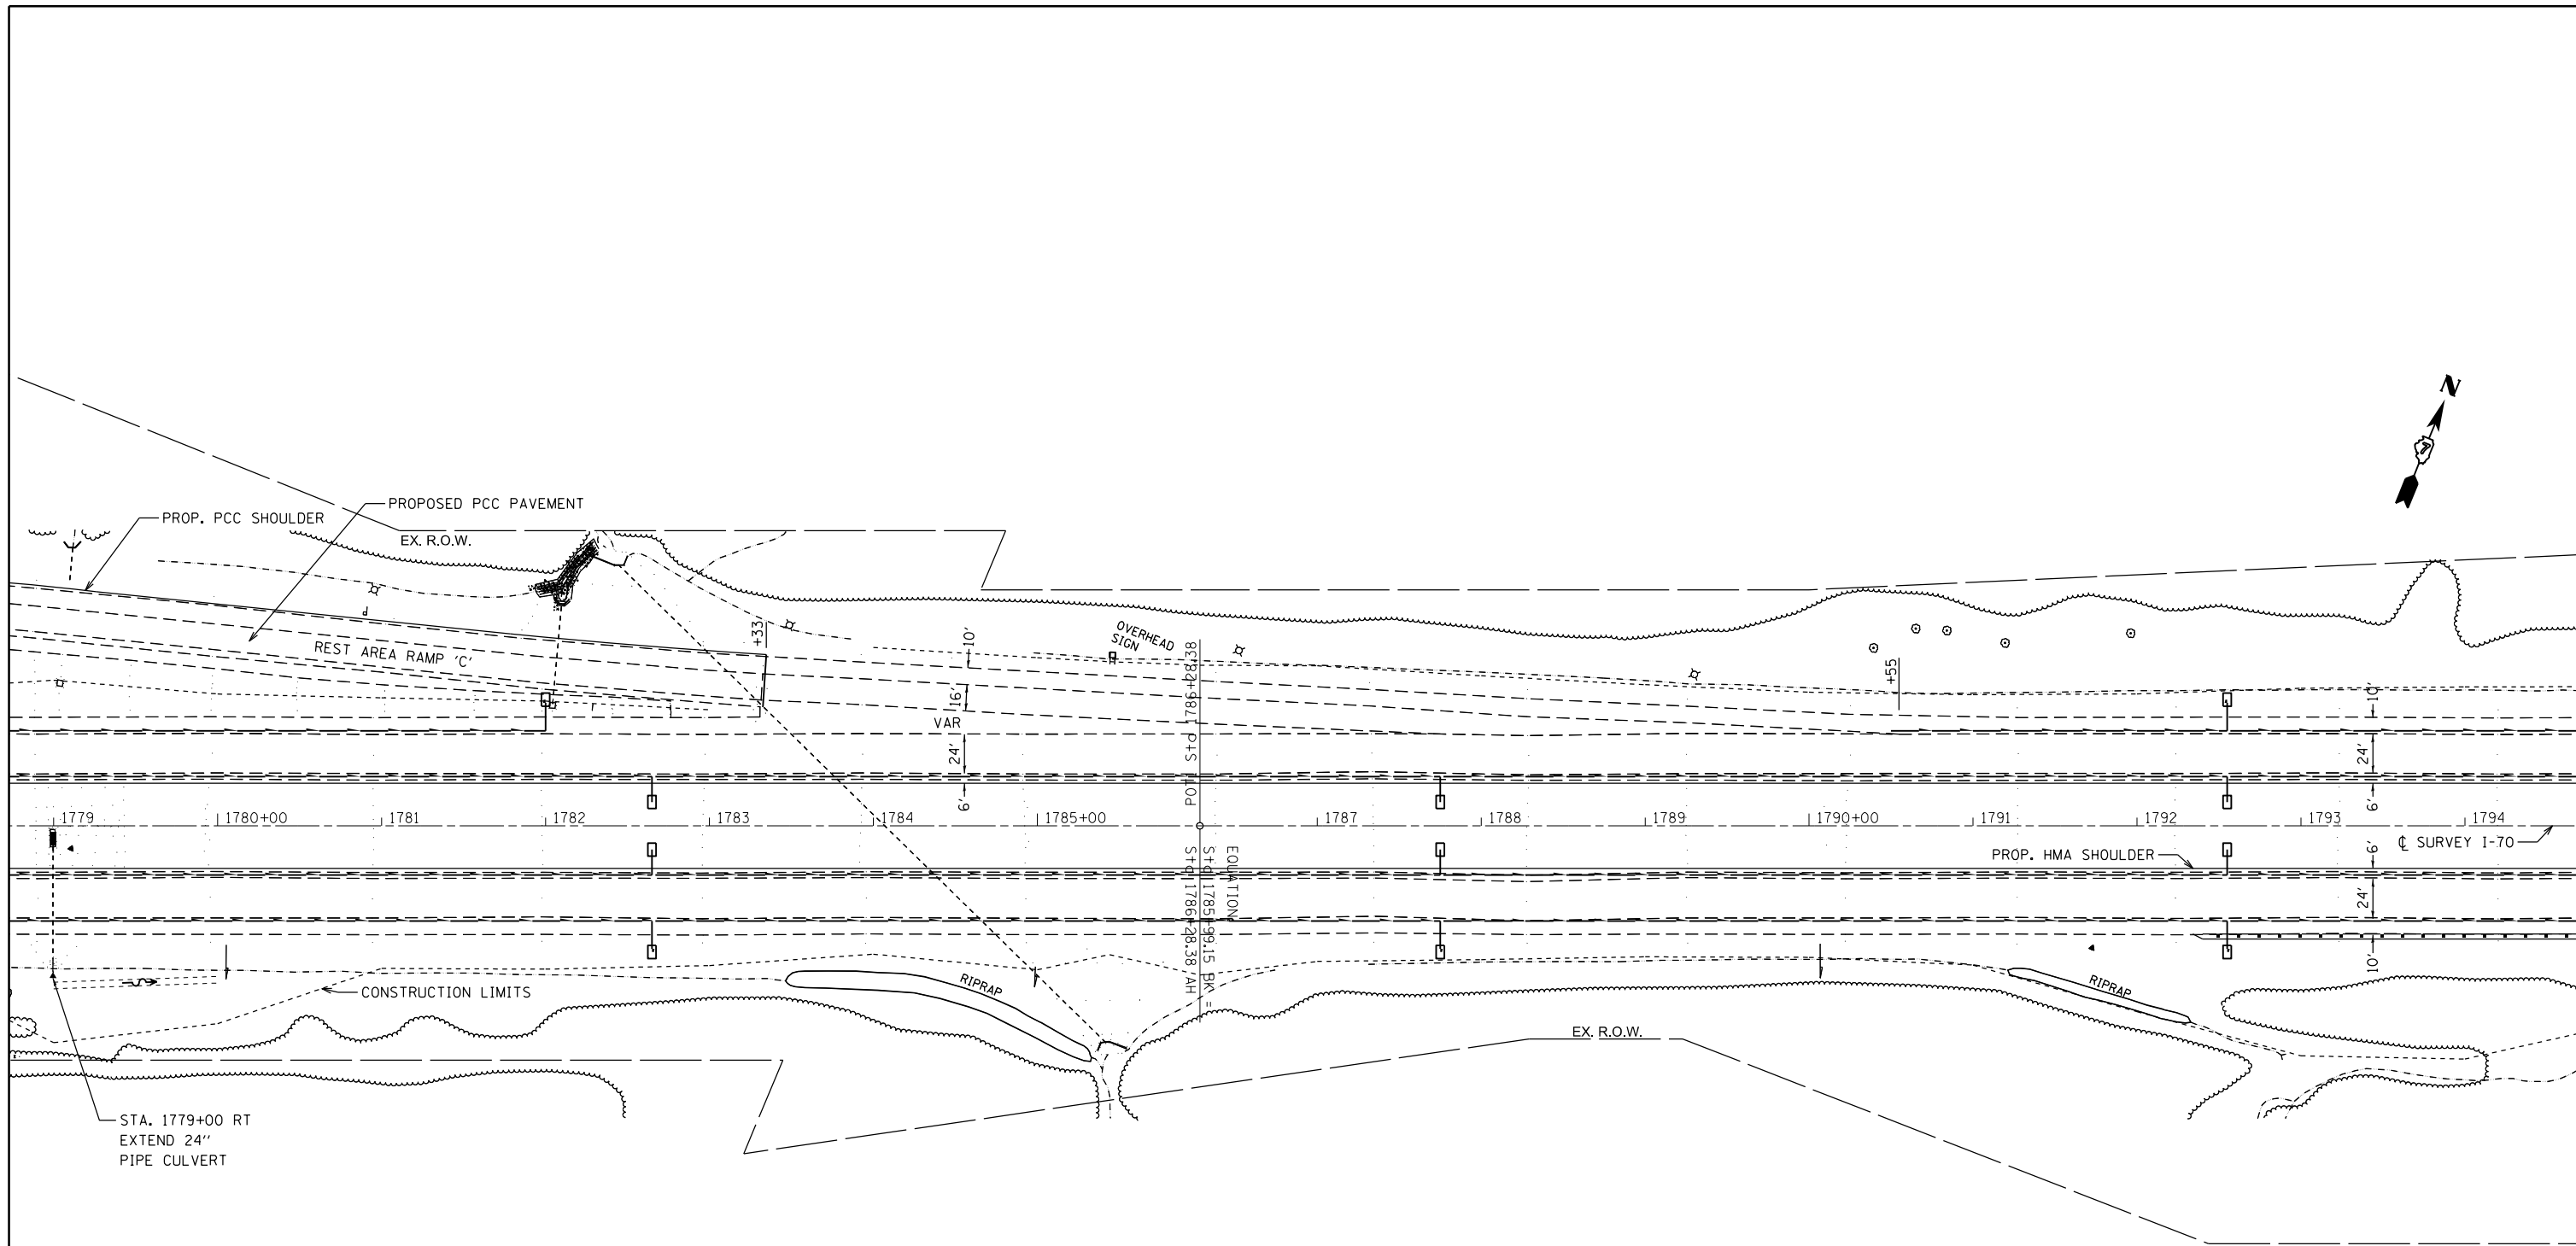 N
PROPOSED PCC PAVEMENT
PROP. PCC SHOULDER
EX. R.O.W.
REST AREA RAMP 'C'
+33
10'
OVERHEAD
SIGN
+55
16'
VAR
24'
6'
10'
24'
6'
POT Sta 1786+28.38
1779
1780+00
1781
1782
1783
1784
1785+00
1787
1788
1789
1790+00
1791
1792
1793
1794
EQUATION
Sta 1785+99.15 BK =
Sta 1786+28.38 AH
PROP. HMA SHOULDER
6'
℄ SURVEY I-70
24'
10'
CONSTRUCTION LIMITS
RIPRAP
RIPRAP
EX. R.O.W.
STA. 1779+00 RT
EXTEND 24''
PIPE CULVERT